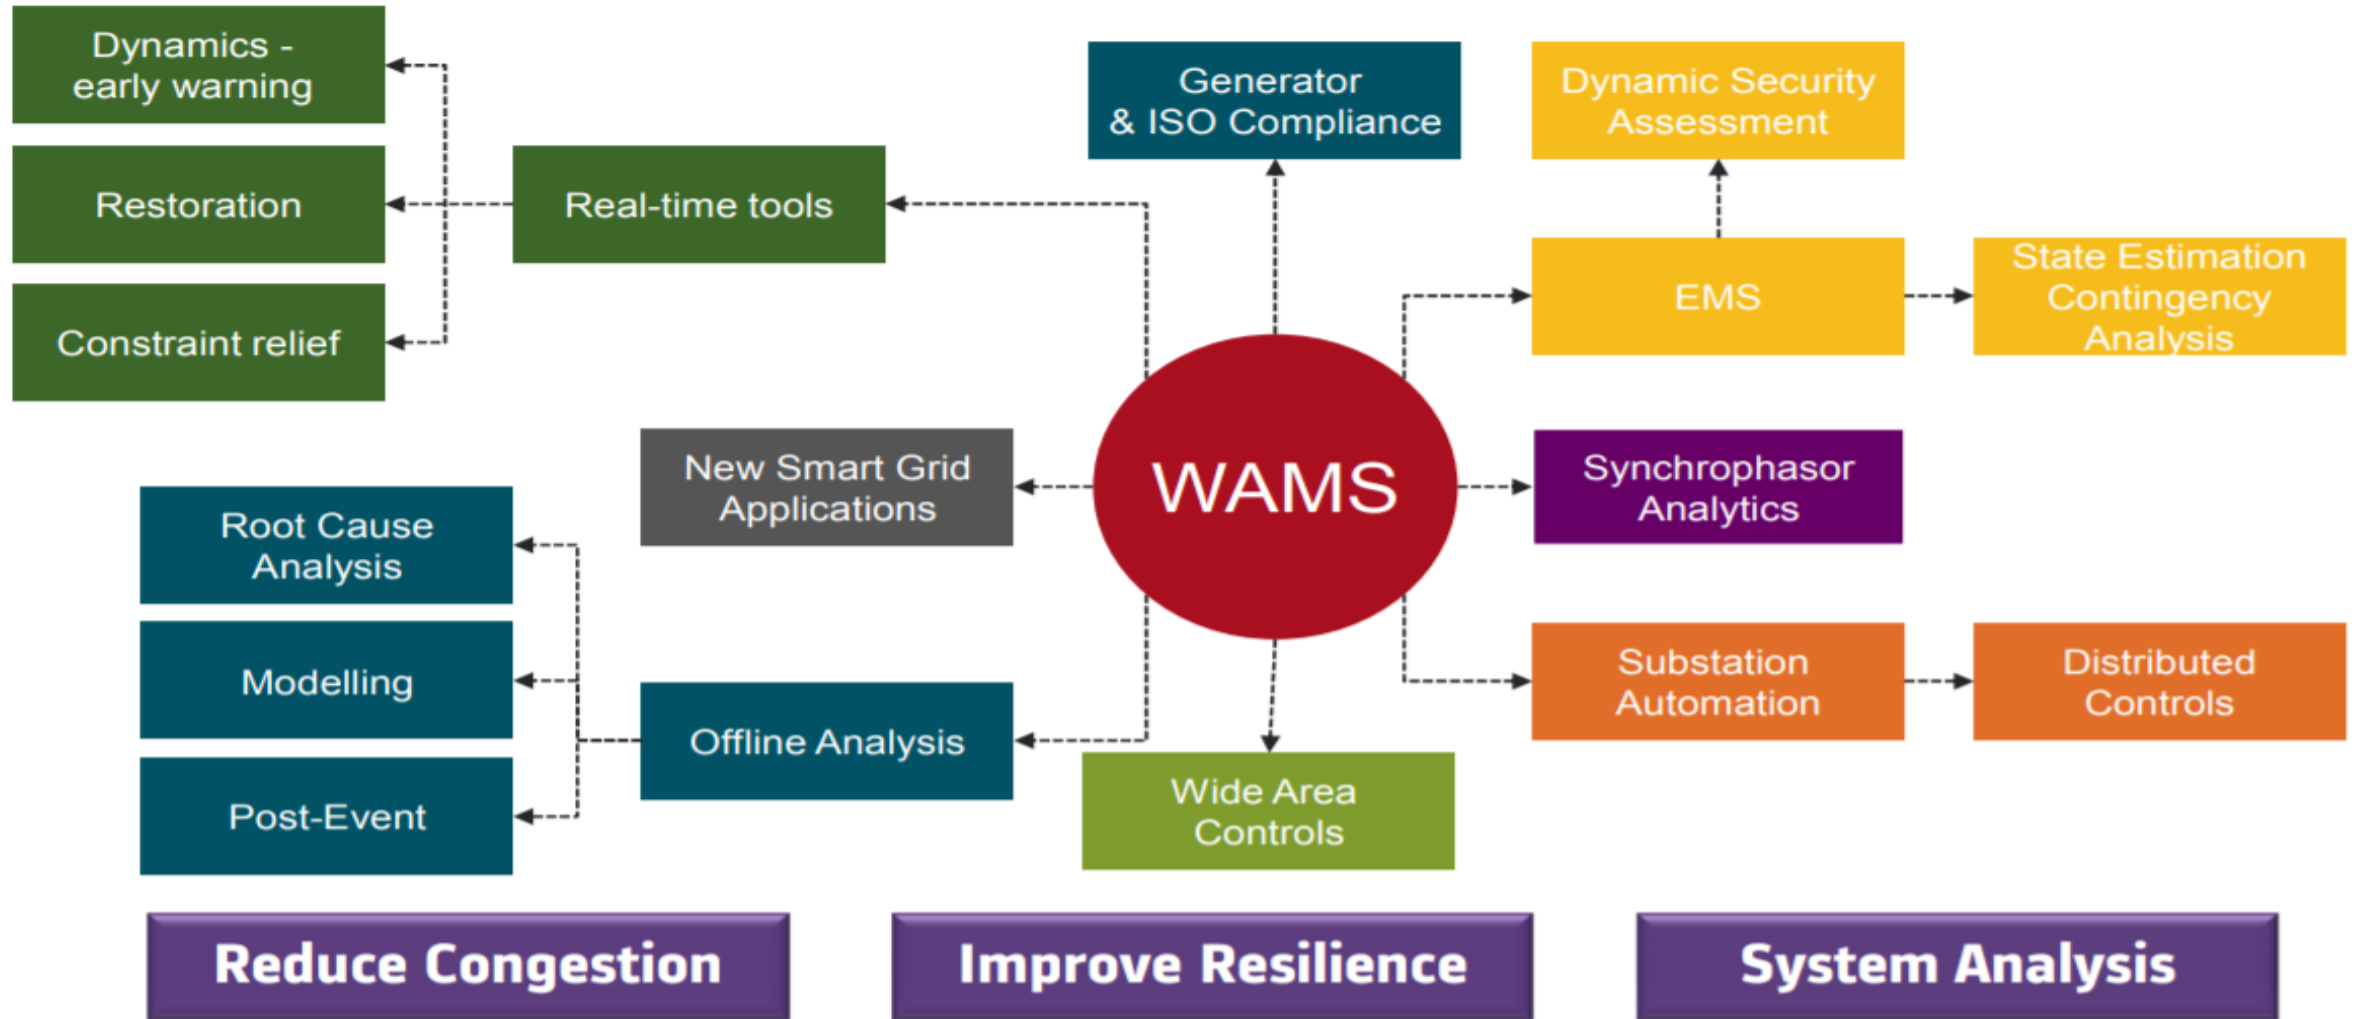 Dynamics -
early warning
Restoration
Constraint relief
Real-time tools
Generator
& ISO Compliance
Dynamic Security
Assessment
EMS
State Estimation
Contingency
Analysis
New Smart Grid
Applications
WAMS
Synchrophasor
Analytics
Root Cause
Analysis
Modelling
Post-Event
Offline Analysis
Wide Area
Controls
Substation
Automation
Distributed
Controls
Reduce Congestion
Improve Resilience
System Analysis